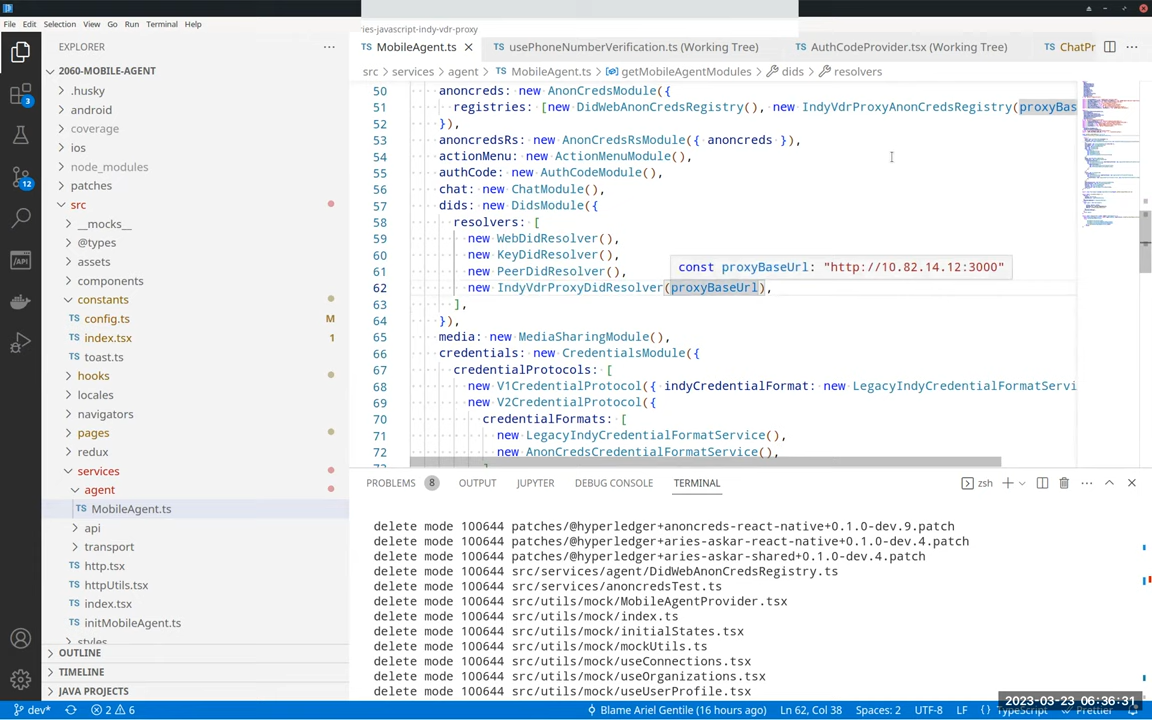 File Edit Selection View Go Run Terminal Help
ies-javascript-indy-vdr-proxy
EXPLORER
2060-MOBILE-AGENT
.husky
android
coverage
ios
node_modules
patches
src
__mocks__
@types
assets
components
constants
config.ts M
index.tsx 1
toast.ts
hooks
locales
navigators
pages
redux
services
agent
MobileAgent.ts
api
transport
http.tsx
httpUtils.tsx
index.tsx
initMobileAgent.ts
styles
OUTLINE
TIMELINE
JAVA PROJECTS
2
12
MobileAgent.ts usePhoneNumberVerification.ts (Working Tree) AuthCodeProvider.tsx (Working Tree) ChatPr
src > services > agent > MobileAgent.ts > getMobileAgentModules > dids > resolvers
50 anoncreds: new AnonCredsModule({
51 registries: [new DidWebAnonCredsRegistry(), new IndyVdrProxyAnonCredsRegistry(proxyBas
52 }),
53 anoncredsRs: new AnonCredsRsModule({ anoncreds }),
54 actionMenu: new ActionMenuModule(),
55 authCode: new AuthCodeModule(),
56 chat: new ChatModule(),
57 dids: new DidsModule({
58 resolvers: [
59 new WebDidResolver(),
60 new KeyDidResolver(),
61 new PeerDidResolver(),
const proxyBaseUrl: "http://10.82.14.12:3000"
62 new IndyVdrProxyDidResolver(proxyBaseUrl),
63 ],
64 }),
65 media: new MediaSharingModule(),
66 credentials: new CredentialsModule({
67 credentialProtocols: [
68 new V1CredentialProtocol({ indyCredentialFormat: new LegacyIndyCredentialFormatServi
69 new V2CredentialProtocol({
70 credentialFormats: [
71 new LegacyIndyCredentialFormatService(),
72 new AnonCredsCredentialFormatService(),
PROBLEMS 8 OUTPUT JUPYTER DEBUG CONSOLE TERMINAL zsh
delete mode 100644 patches/@hyperledger+anoncreds-react-native+0.1.0-dev.9.patch
delete mode 100644 patches/@hyperledger+aries-askar-react-native+0.1.0-dev.4.patch
delete mode 100644 patches/@hyperledger+aries-askar-shared+0.1.0-dev.4.patch
delete mode 100644 src/services/agent/DidWebAnonCredsRegistry.ts
delete mode 100644 src/services/anoncredsTest.ts
delete mode 100644 src/utils/mock/MobileAgentProvider.tsx
delete mode 100644 src/utils/mock/index.ts
delete mode 100644 src/utils/mock/initialStates.tsx
delete mode 100644 src/utils/mock/mockUtils.ts
delete mode 100644 src/utils/mock/useConnections.tsx
delete mode 100644 src/utils/mock/useOrganizations.tsx
delete mode 100644 src/utils/mock/useUserProfile.tsx
2023-03-23 06:36:31
dev* 2 6 Blame Ariel Gentile (16 hours ago) Ln 62, Col 38 Spaces: 2 UTF-8 LF {} TypeScript Prettier